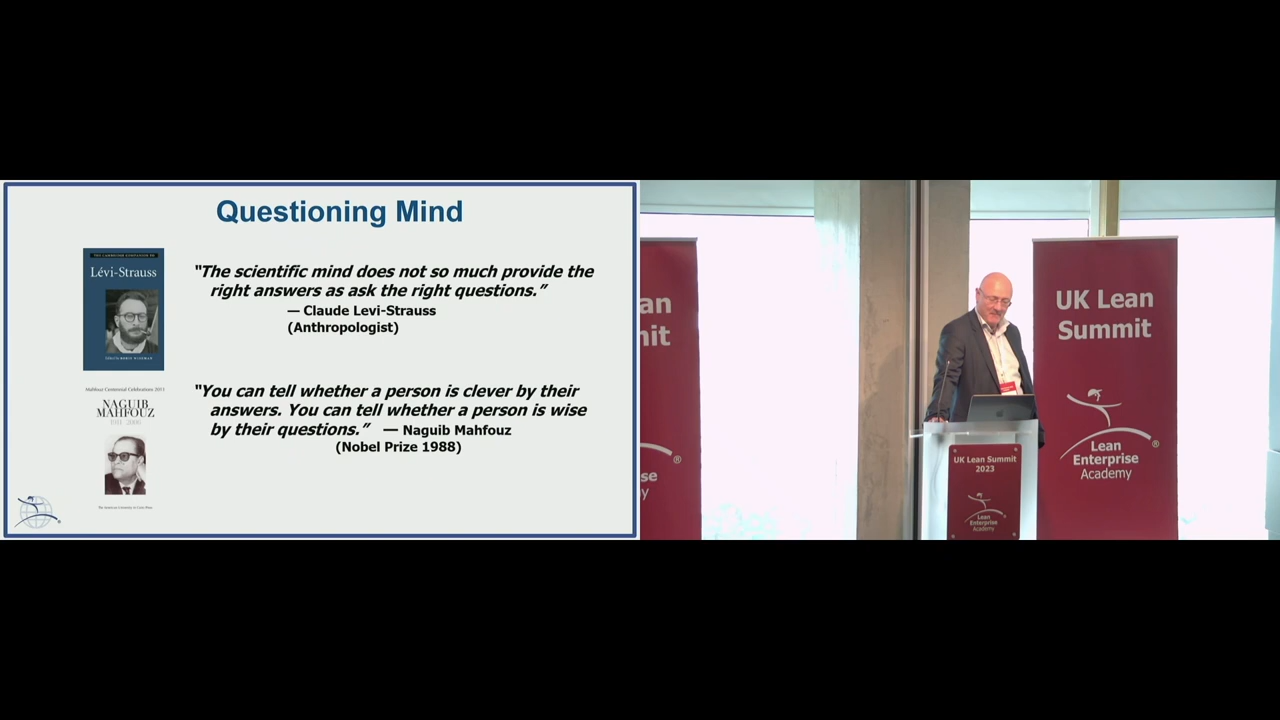 Questioning Mind
THE CAMBRIDGE COMPANION TO
Lévi-Strauss
"The scientific mind does not so much provide the
right answers as ask the right questions."
— Claude Levi-Strauss
(Anthropologist)
Mahfouz Centennial Celebrations 2011
NAGUIB
MAHFOUZ
1911 2006
"You can tell whether a person is clever by their
answers. You can tell whether a person is wise
by their questions." — Naguib Mahfouz
(Nobel Prize 1988)
an
it
®
se
y
UK Lean
Summit
Lean
Enterprise
Academy
®
UK Lean Summit
2023
Lean
Enterprise
Academy